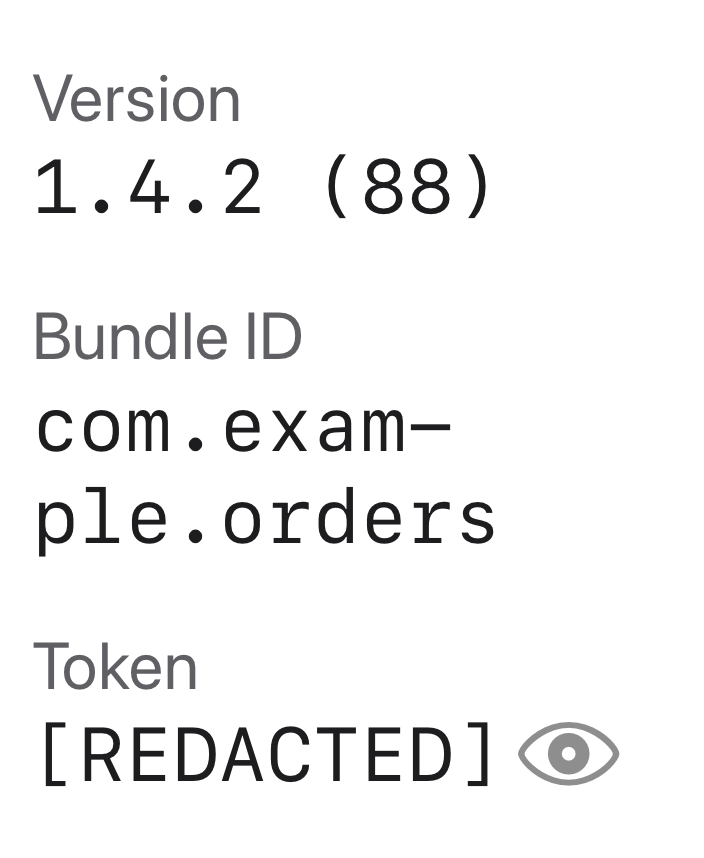 Version
1.4.2 (88)
Bundle ID
com.exam-
ple.orders
Token
[REDACTED]